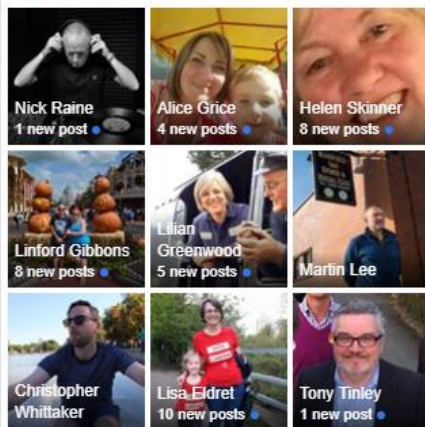 Nick Raine
1 new post
Alice Grice
4 new posts
Helen Skinner
8 new posts
Linford Gibbons
8 new posts
Lilian
Greenwood
5 new posts
Martin Lee
Christopher
Whittaker
Lisa Eldret
10 new posts
Tony Tinley
1 new post